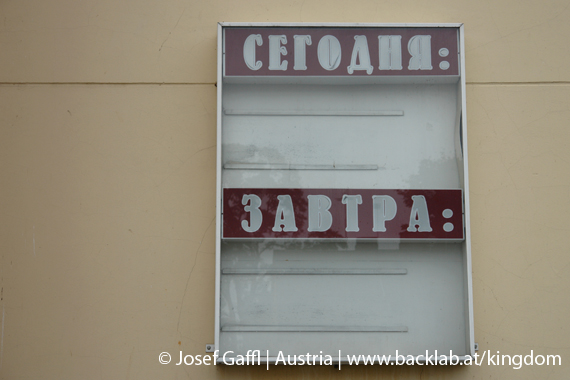 СЕГОДНЯ:
ЗАВТРА:
© Josef Gaffl | Austria | www.backlab.at/kingdom